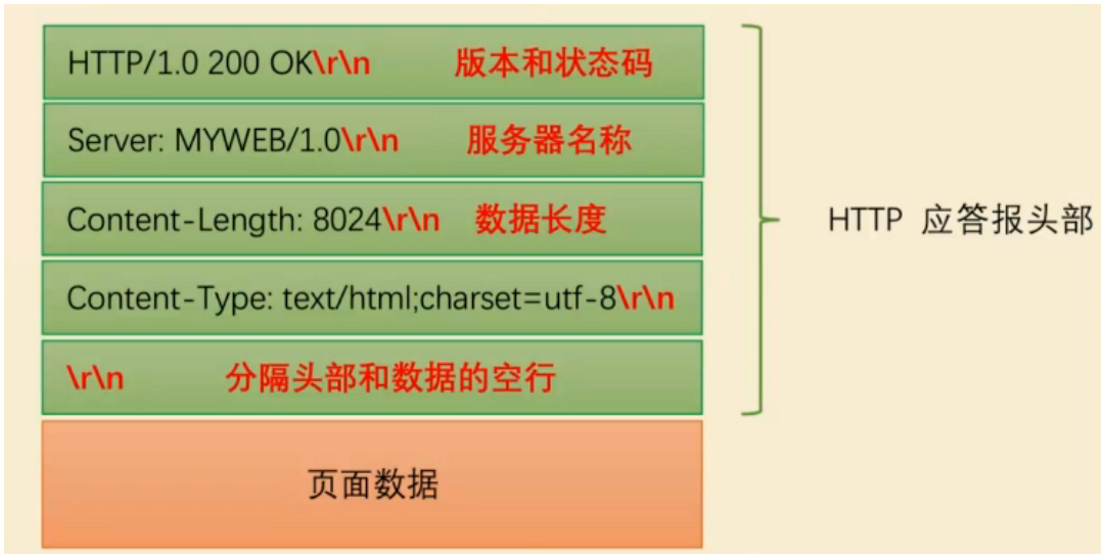 HTTP/1.0 200 OK\r\n 版本和状态码
Server: MYWEB/1.0\r\n 服务器名称
Content-Length: 8024\r\n 数据长度
HTTP 应答报头部
Content-Type: text/html;charset=utf-8\r\n
\r\n 分隔头部和数据的空行
页面数据